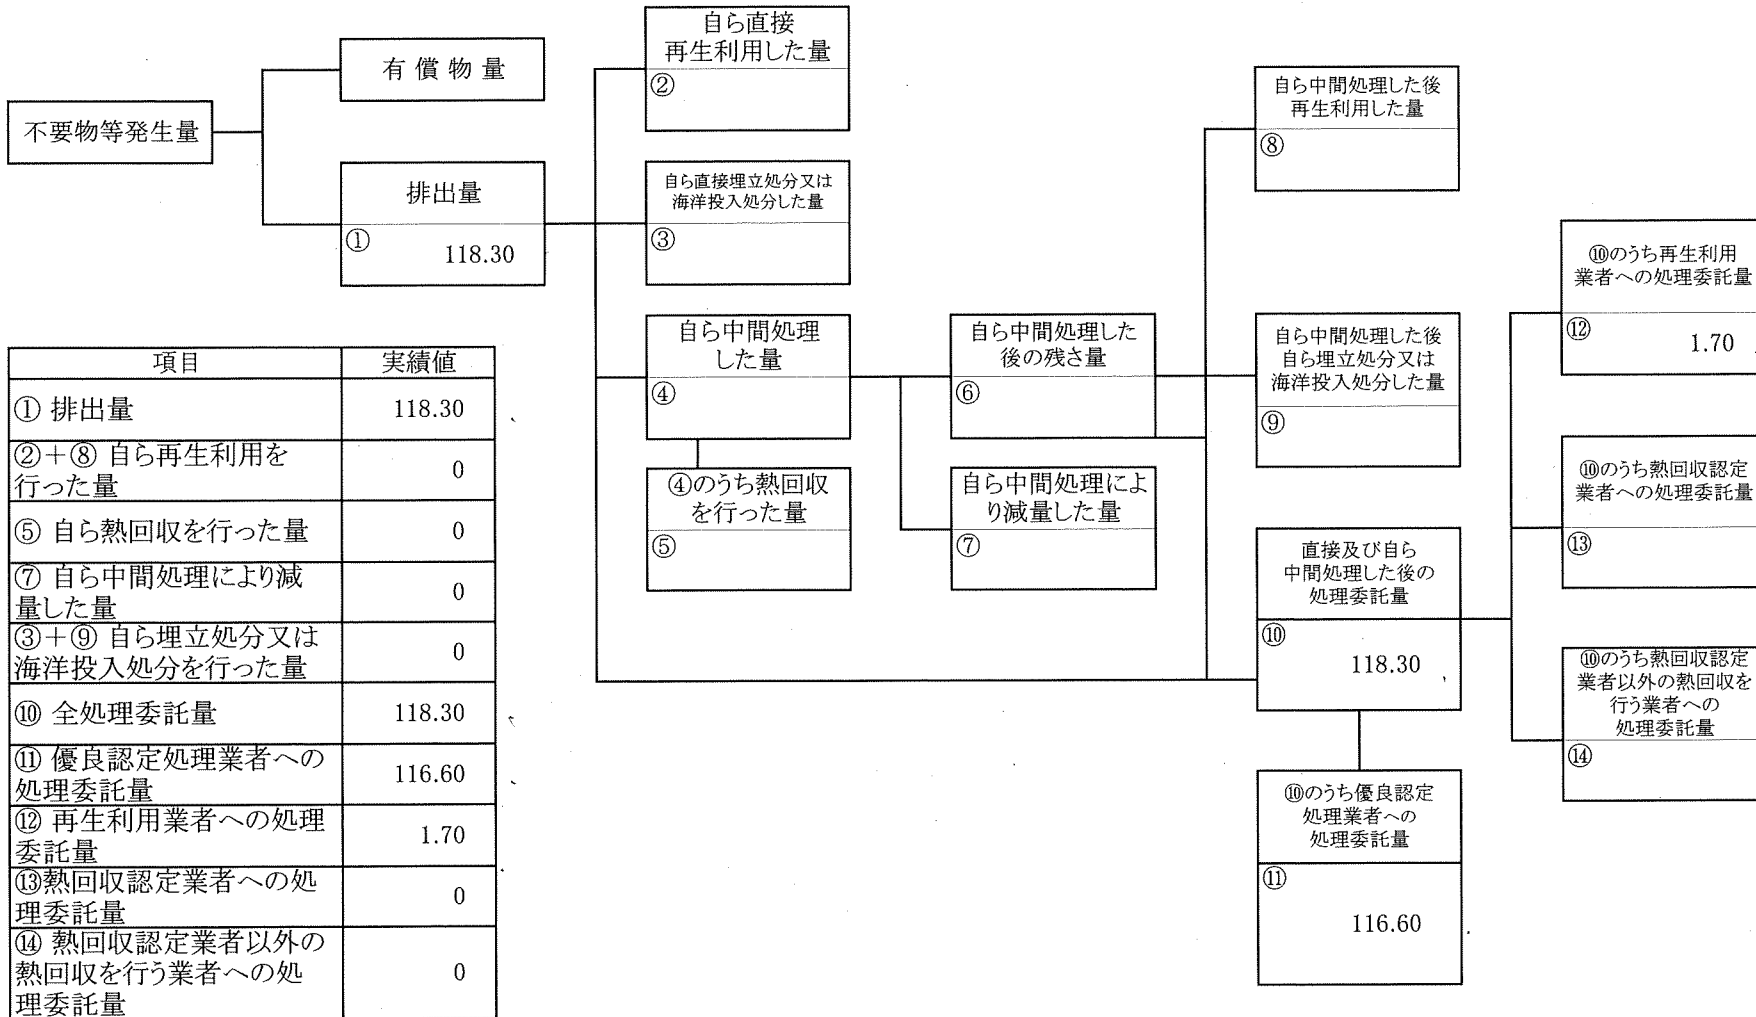 不要物等発生量
有償物量
排出量
①
118.30
自ら直接
再生利用した量
②
自ら直接埋立処分又は
海洋投入処分した量
③
自ら中間処理
した量
④
④のうち熱回収
を行った量
⑤
自ら中間処理した
後の残さ量
⑥
自ら中間処理によ
り減量した量
⑦
自ら中間処理した後
再生利用した量
⑧
自ら中間処理した後
自ら埋立処分又は
海洋投入処分した量
⑨
直接及び自ら
中間処理した後の
処理委託量
⑩
118.30
⑩のうち優良認定
処理業者への
処理委託量
⑪
116.60
⑩のうち再生利用
業者への処理委託量
⑫
1.70
⑩のうち熱回収認定
業者への処理委託量
⑬
⑩のうち熱回収認定
業者以外の熱回収を
行う業者への
処理委託量
⑭
項目 実績値
① 排出量 118.30
②+⑧ 自ら再生利用を
行った量 0
⑤ 自ら熱回収を行った量 0
⑦ 自ら中間処理により減
量した量 0
③+⑨ 自ら埋立処分又は
海洋投入処分を行った量 0
⑩ 全処理委託量 118.30
⑪ 優良認定処理業者への
処理委託量 116.60
⑫ 再生利用業者への処理
委託量 1.70
⑬熱回収認定業者への処
理委託量 0
⑭ 熱回収認定業者以外の
熱回収を行う業者への処
理委託量 0